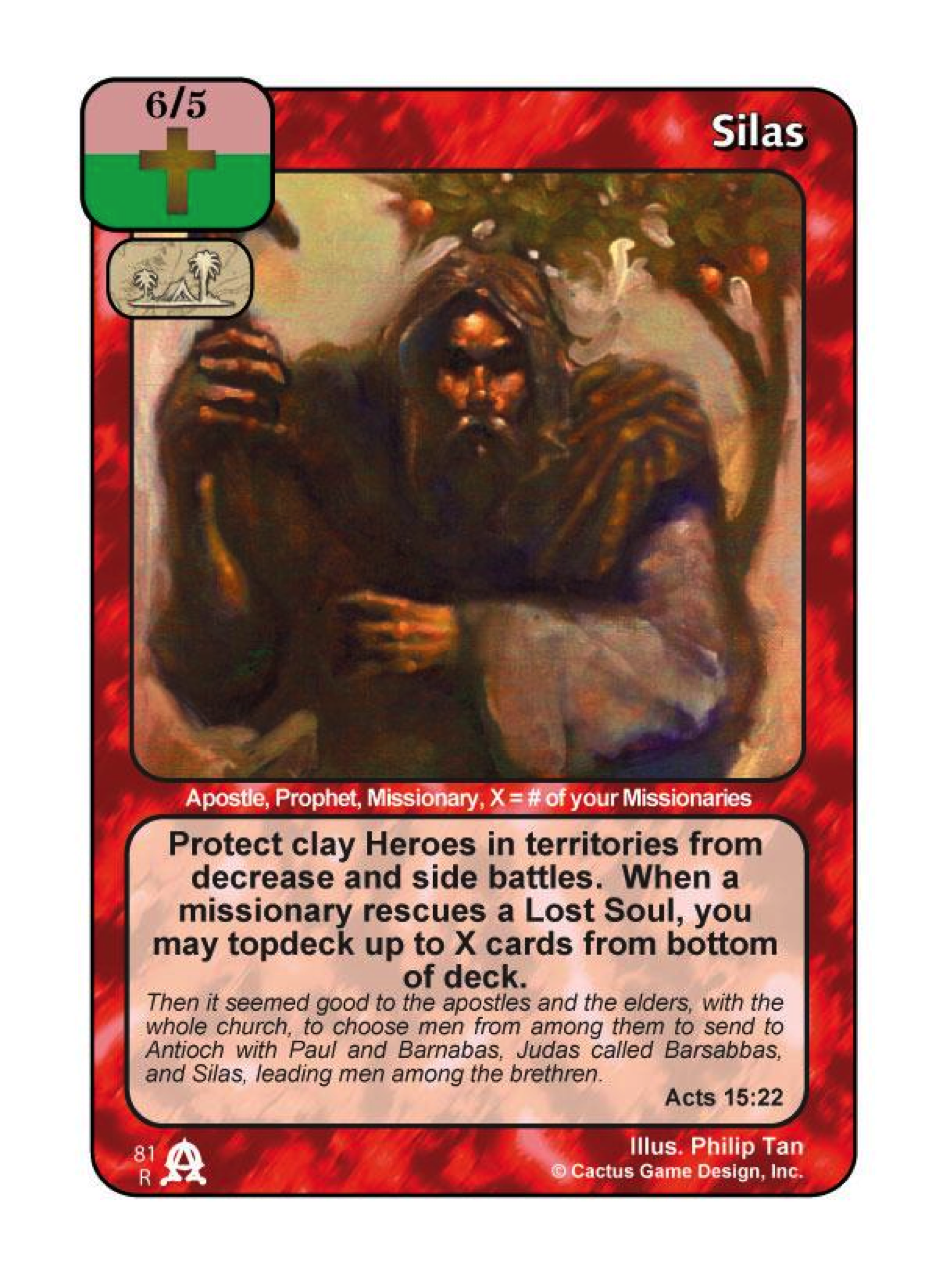 6/5
Silas
Apostle, Prophet, Missionary, X = # of your Missionaries
Protect clay Heroes in territories from
decrease and side battles.  When a
missionary rescues a Lost Soul, you
may topdeck up to X cards from bottom
of deck.
Then it seemed good to the apostles and the elders, with the
whole church, to choose men from among them to send to
Antioch with Paul and Barnabas, Judas called Barsabbas,
and Silas, leading men among the brethren.
Acts 15:22
81
R
Illus. Philip Tan
© Cactus Game Design, Inc.